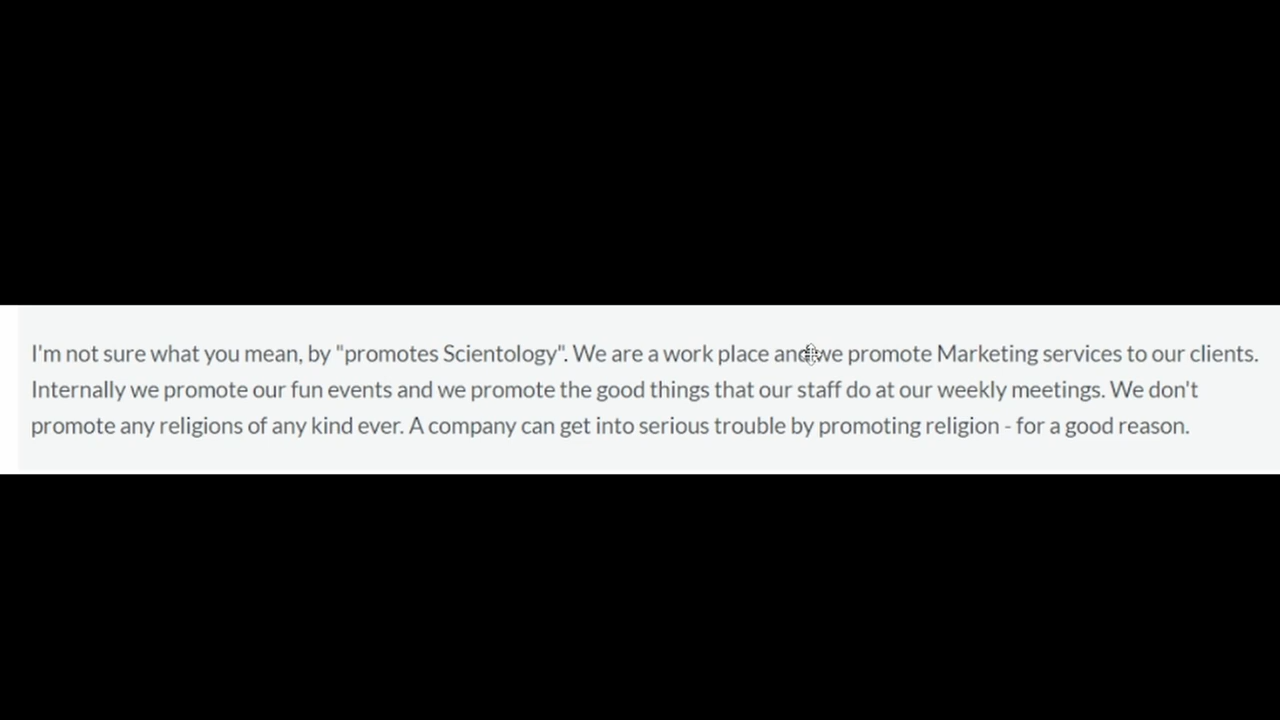 I'm not sure what you mean, by "promotes Scientology". We are a work place and we promote Marketing services to our clients.
Internally we promote our fun events and we promote the good things that our staff do at our weekly meetings. We don't
promote any religions of any kind ever. A company can get into serious trouble by promoting religion - for a good reason.